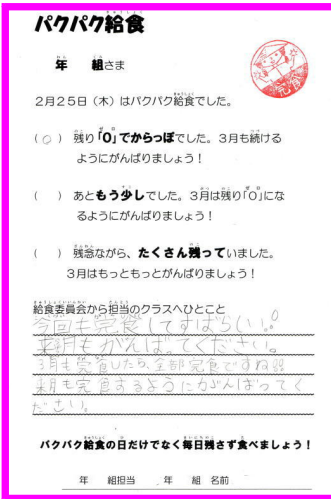 パクパク給食
年 組さま
完食
2月25日（木）はパクパク給食でした。
（○）残り「0」でからっぽでした。3月も続ける
ようにがんばりましょう！
（ ）あともう少しでした。3月は残り「0」にな
るようにがんばりましょう！
（ ）残念ながら、たくさん残っていました。
3月はもっともっとがんばりましょう！
給食委員会から担当のクラスへひとこと
今回も完食してすばらしい。
来月もがんばってください。
3月も完食したら、全部完食ですね
来月も完食するようにがんばってく
ださい。
パクパク給食の日だけでなく毎日残さず食べましょう！
年 組担当 年 組 名前